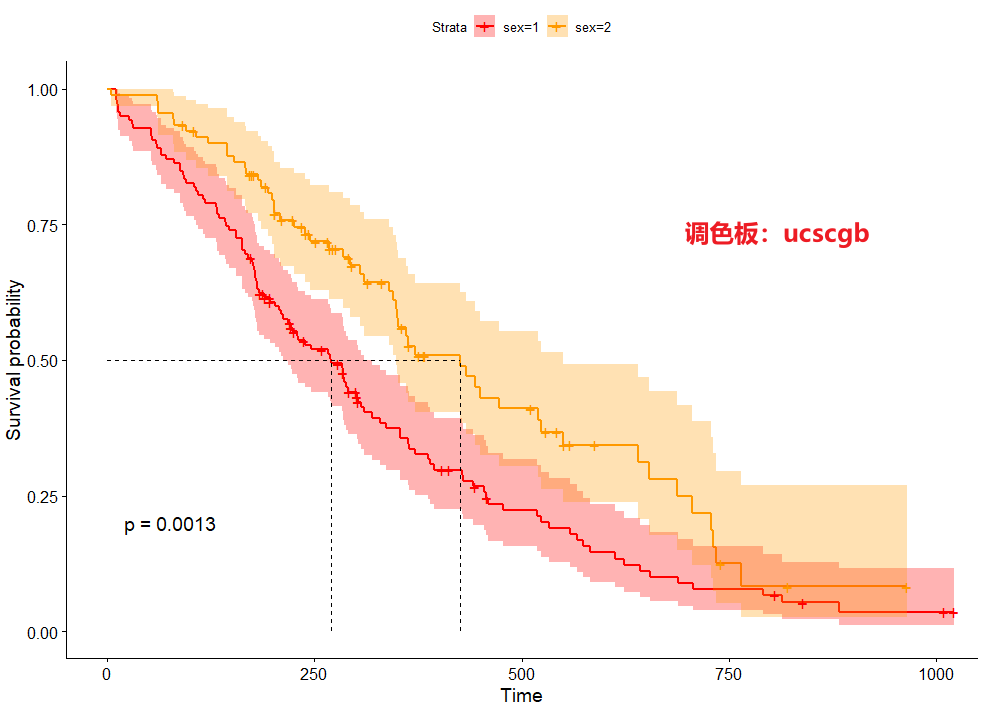 Strata sex=1 sex=2
1.00
0.75
0.50
0.25
0.00
Survival probability
调色板：ucscgb
p = 0.0013
0 250 500 750 1000
Time